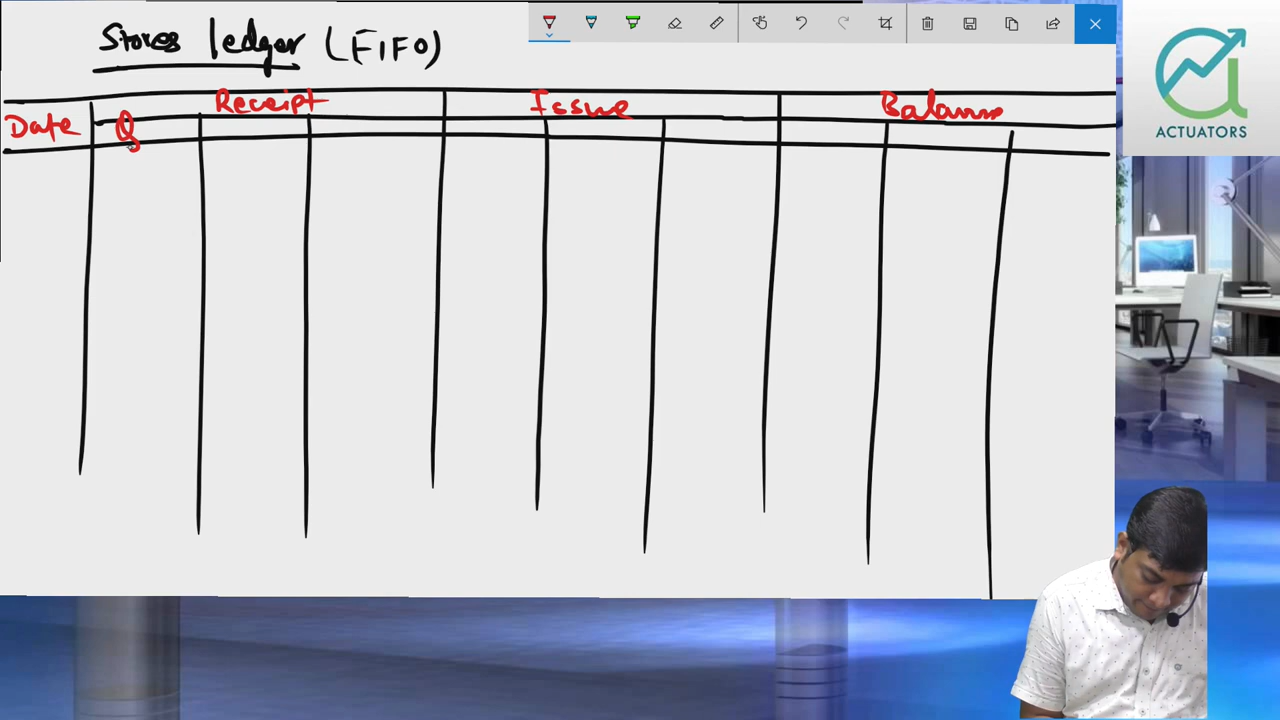 Stores ledger (FIFO)
Receipt Issue Balance
Date Q
ACTUATORS